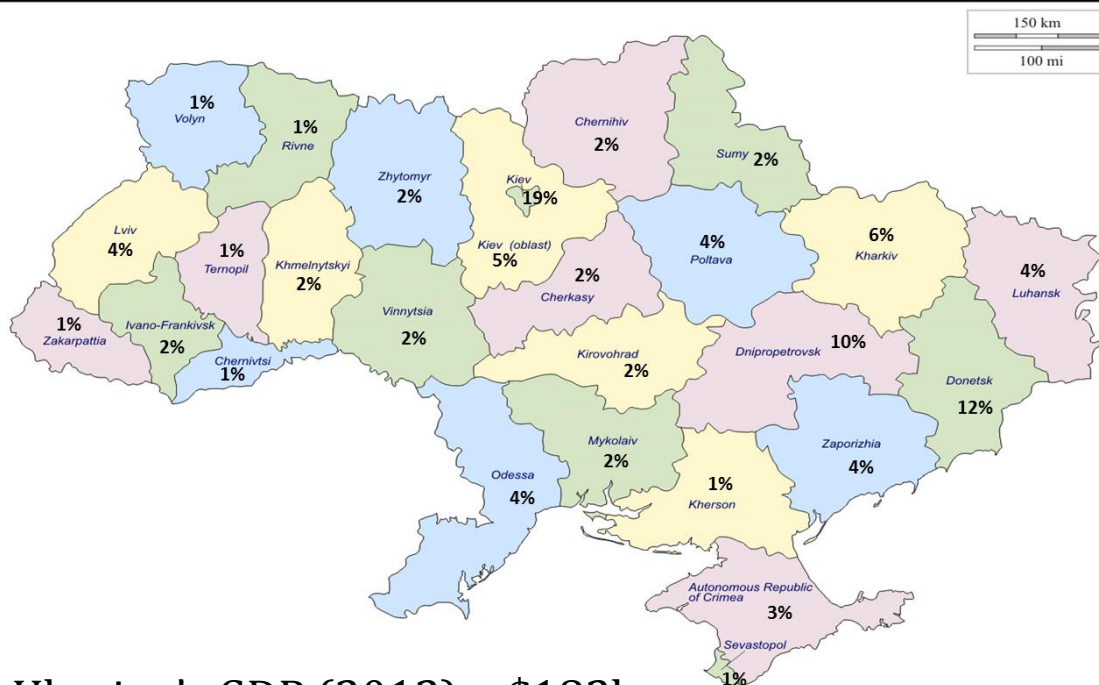 150 km
100 mi
1%
Volyn
1%
Rivne
Zhytomyr
2%
Kiev
19%
Kiev (oblast)
5%
Chernihiv
2%
Sumy 2%
Lviv
4%
1%
Ternopil
Khmelnytskyi
2%
2%
Cherkasy
4%
Poltava
6%
Kharkiv
4%
Luhansk
1%
Zakarpattia
Ivano-Frankivsk
2%
Chernivtsi
1%
Vinnytsia
2%
Kirovohrad
2%
Dnipropetrovsk 10%
Donetsk
12%
Odessa
4%
Mykolaiv
2%
1%
Kherson
Zaporizhia
4%
Autonomous Republic
of Crimea
3%
Sevastopol
1%
Ukraine's GDP